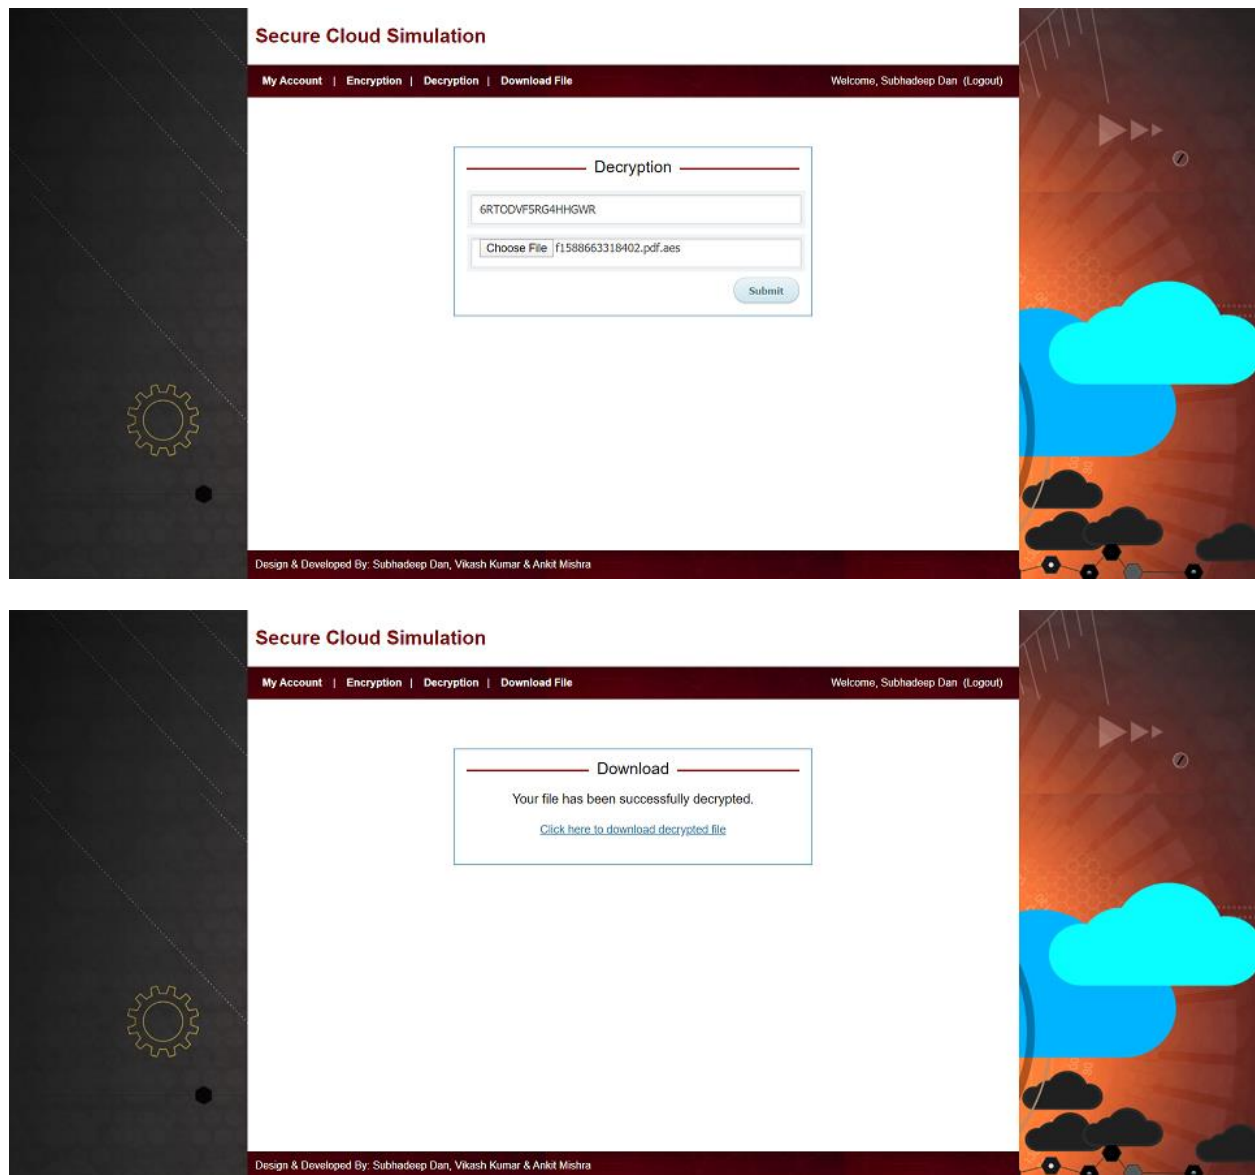 Secure Cloud Simulation
My Account | Encryption | Decryption | Download File Welcome, Subhadeep Dan (Logout)
Decryption
6RTODVF5RG4HHGWR
Choose File f1588663318402.pdf.aes
Submit
Design & Developed By: Subhadeep Dan, Vikash Kumar & Ankit Mishra
Secure Cloud Simulation
My Account | Encryption | Decryption | Download File Welcome, Subhadeep Dan (Logout)
Download
Your file has been successfully decrypted.
Click here to download decrypted file
Design & Developed By: Subhadeep Dan, Vikash Kumar & Ankit Mishra